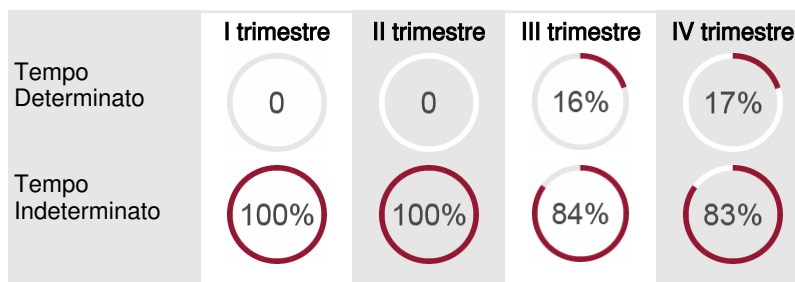 I trimestre II trimestre III trimestre IV trimestre
Tempo
Determinato
0 0 16% 17%
Tempo
Indeterminato
100% 100% 84% 83%